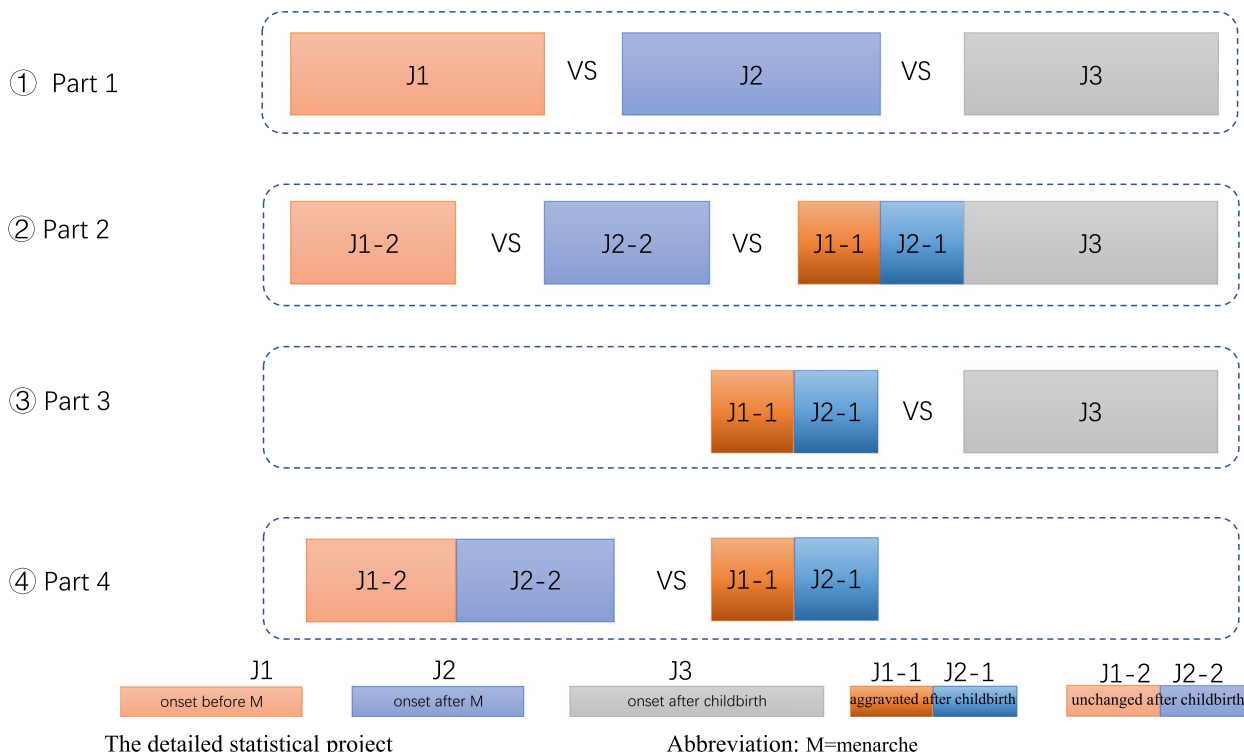 ① Part 1 J1 VS J2 VS J3
② Part 2 J1-2 VS J2-2 VS J1-1 J2-1 J3
③ Part 3 J1-1 J2-1 VS J3
④ Part 4 J1-2 J2-2 VS J1-1 J2-1
J1 J2 J3 J1-1 J2-1 J1-2 J2-2
onset before M onset after M onset after childbirth aggravated after childbirth unchanged after childbirth
The detailed statistical project Abbreviation: M=menarche